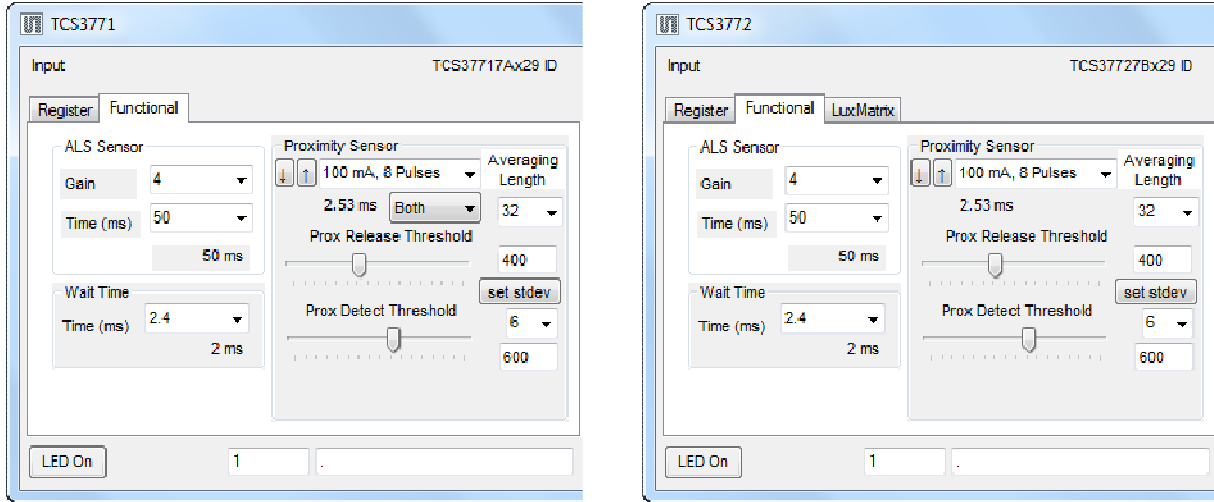 TCS3771
Input
TCS37717Ax29 ID
Register
Functional
ALS Sensor
Gain
4
Time (ms)
50
50 ms
Wait Time
Time (ms)
2.4
2 ms
Proximity Sensor
↓ ↑ 100 mA, 8 Pulses
Averaging
Length
2.53 ms
Both
32
Prox Release Threshold
400
set stdev
Prox Detect Threshold
6
600
LED On
1
.
TCS3772
Input
TCS37727Bx29 ID
Register
Functional
LuxMatrix
ALS Sensor
Gain
4
Time (ms)
50
50 ms
Wait Time
Time (ms)
2.4
2 ms
Proximity Sensor
↓ ↑ 100 mA, 8 Pulses
Averaging
Length
2.53 ms
32
Prox Release Threshold
400
set stdev
Prox Detect Threshold
6
600
LED On
1
.